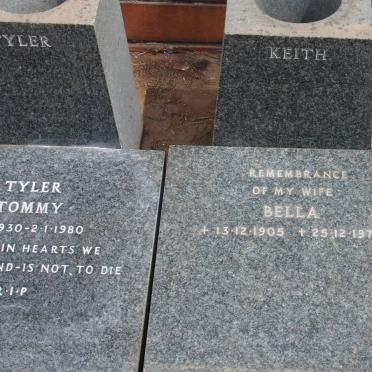 TYLER
KEITH
TYLER
TOMMY
930-2·1·1980
IN HEARTS WE
ND-IS NOT, TO DIE
R·I·P
REMEMBRANCE
OF MY WIFE
BELLA
+ 13·12·1905 + 25·12·197